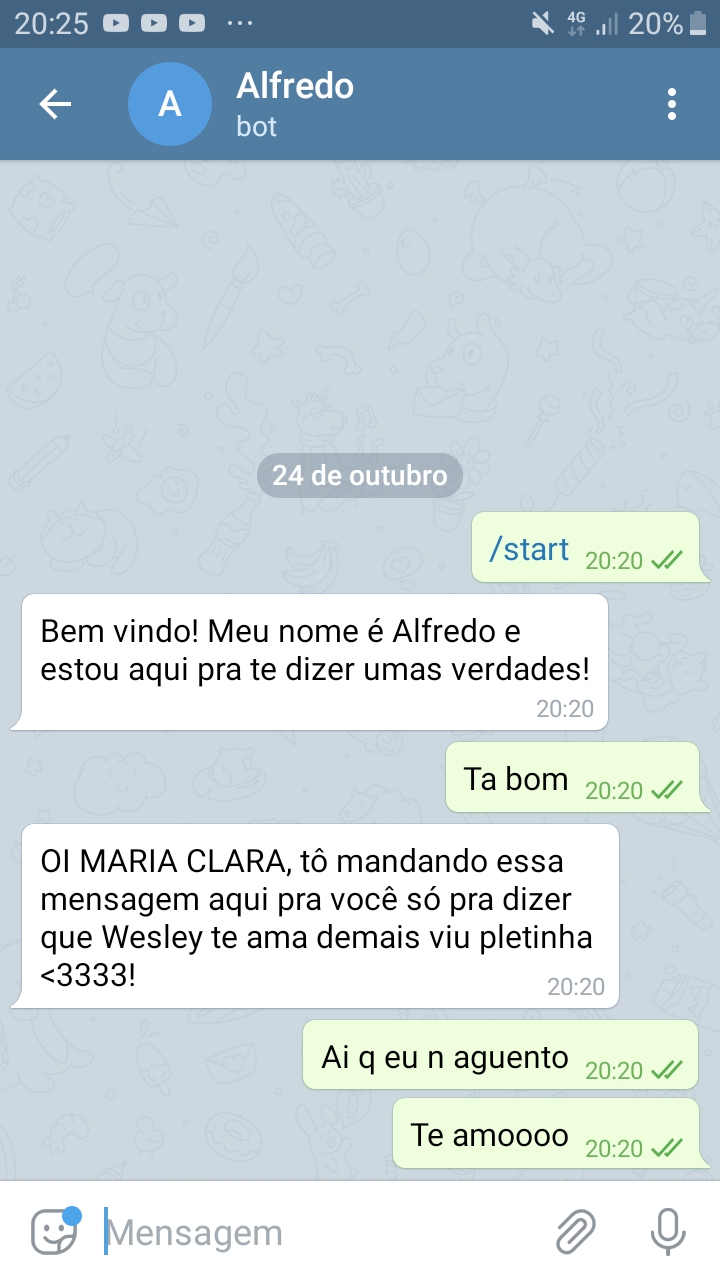 20:25 4G 20%
A
Alfredo
bot
24 de outubro
/start 20:20
Bem vindo! Meu nome é Alfredo e
estou aqui pra te dizer umas verdades!
20:20
Ta bom 20:20
OI MARIA CLARA, tô mandando essa
mensagem aqui pra você só pra dizer
que Wesley te ama demais viu pletinha
<3333!
20:20
Ai q eu n aguento 20:20
Te amoooo 20:20
Mensagem